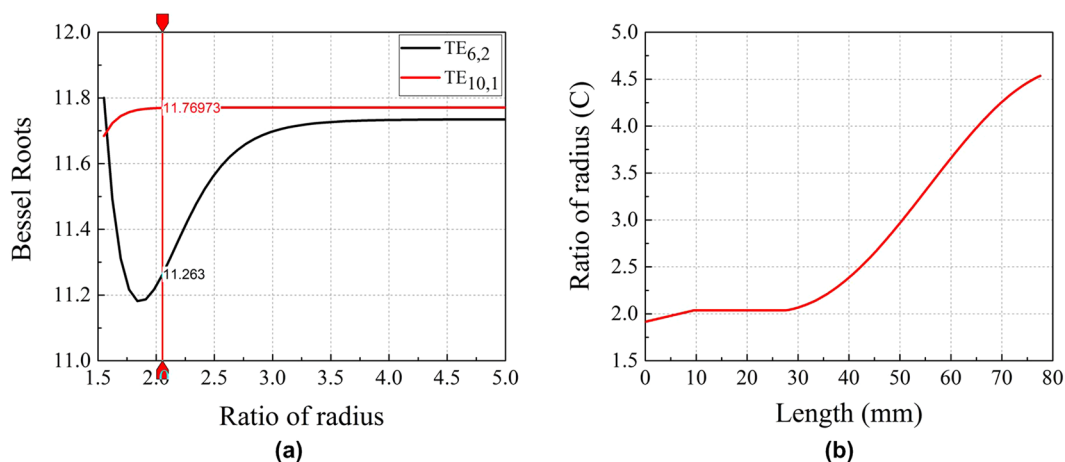 12.0
11.8
11.6
11.4
11.2
11.0
Bessel Roots
TE6,2
TE10,1
11.76973
11.263
1.5 2.0 2.5 3.0 3.5 4.0 4.5 5.0
Ratio of radius
(a)
5.0
4.5
4.0
3.5
3.0
2.5
2.0
1.5
Ratio of radius (C)
0 10 20 30 40 50 60 70 80
Length (mm)
(b)